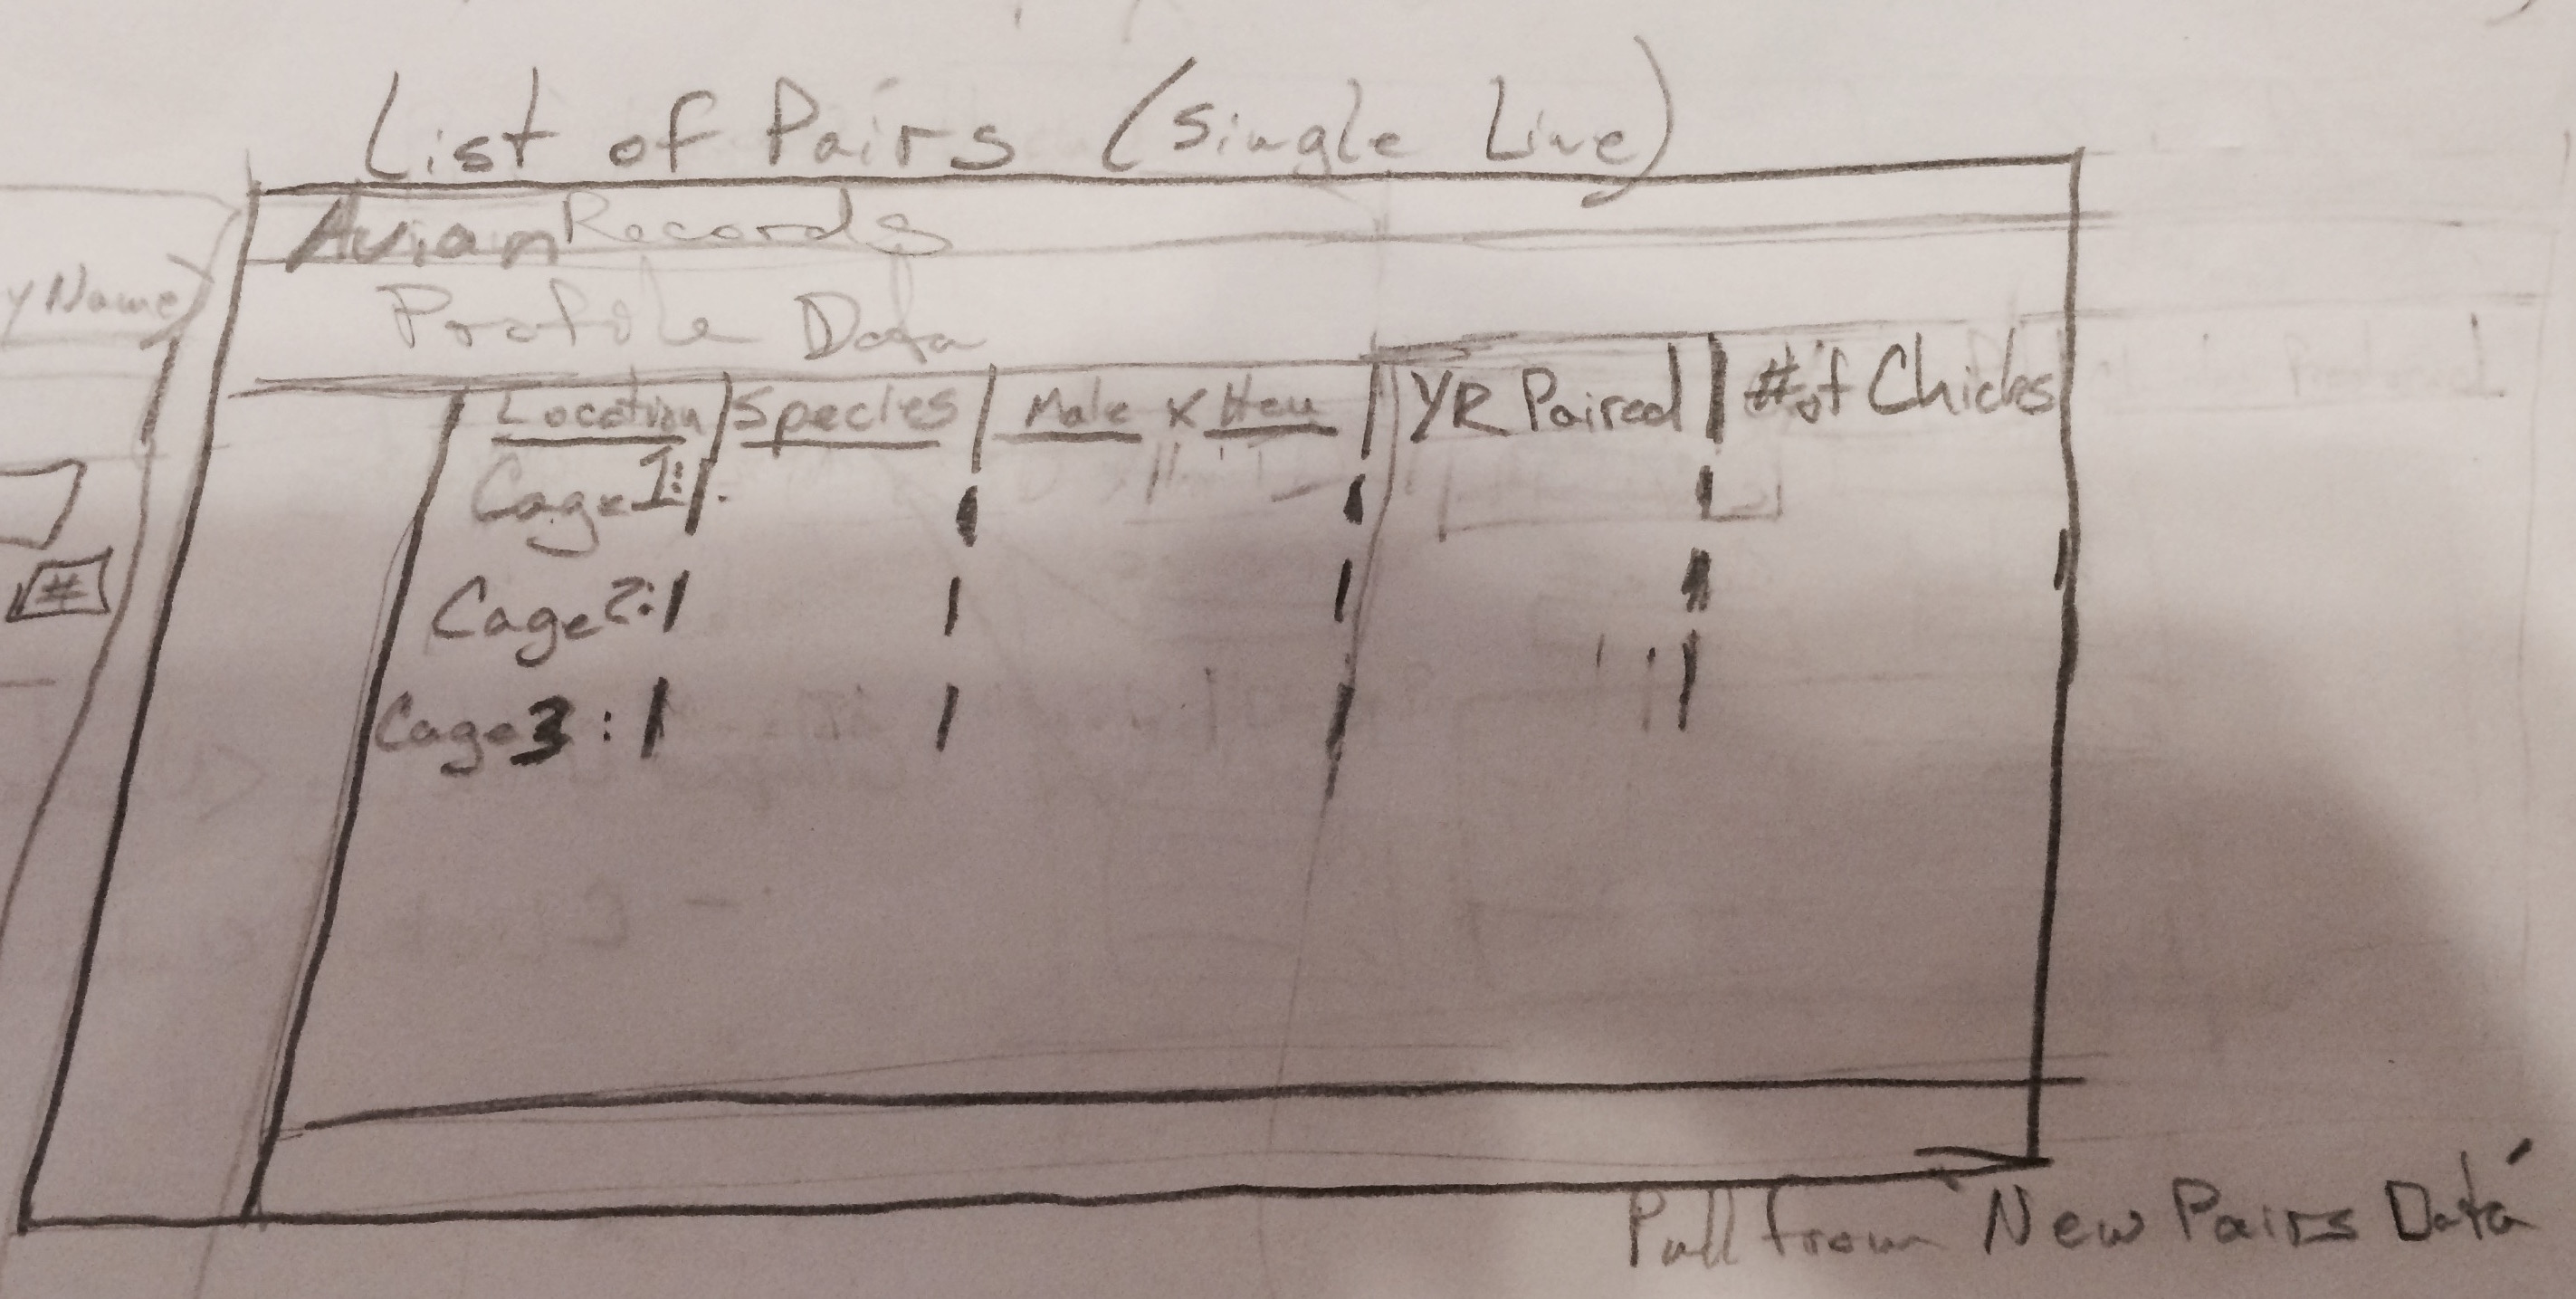 List of Pairs (Single Line)
Avian Records
yName)
Profile Data
Location | Species | Male x Hen | YR Paired | # of Chicks
Cage 1:
Cage 2:
#
Cage 3:
Pull from "New Pairs Data"